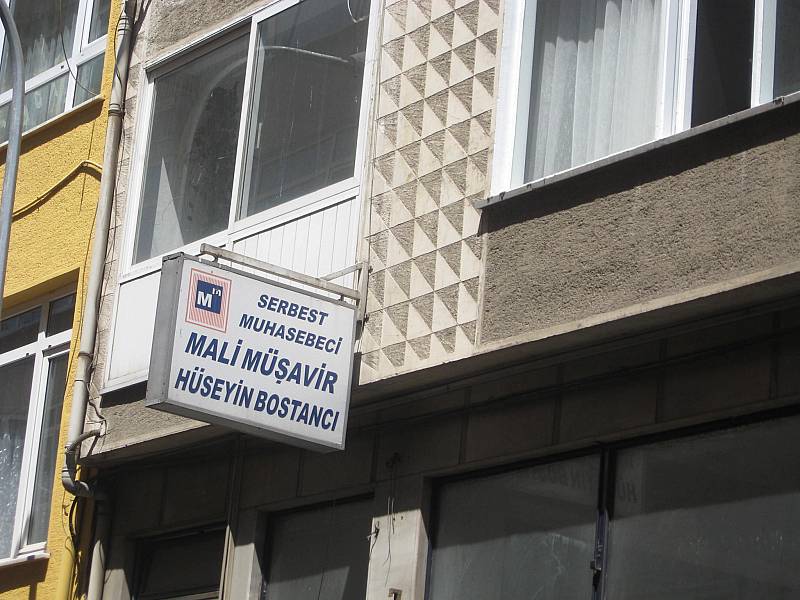 M
SERBEST
MUHASEBECİ
MALİ MÜŞAVİR
HÜSEYİN BOSTANCI